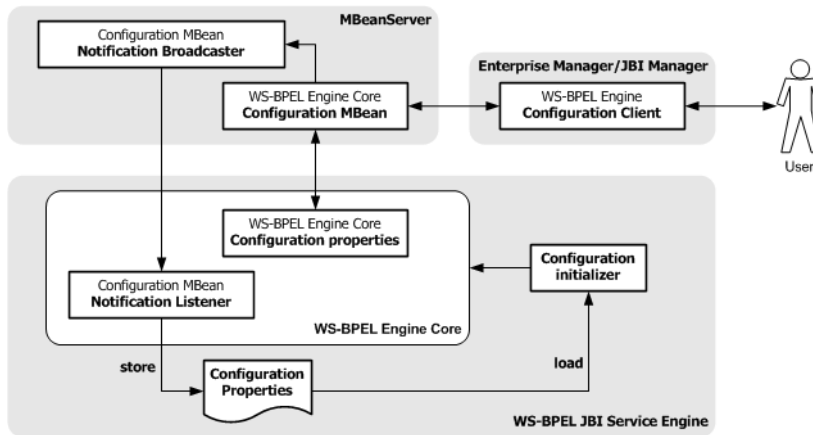 MBeanServer
Configuration MBean
Notification Broadcaster
Enterprise Manager/JBI Manager
WS-BPEL Engine Core
Configuration MBean
WS-BPEL Engine
Configuration Client
User
WS-BPEL Engine Core
Configuration properties
Configuration MBean
Notification Listener
Configuration
initializer
WS-BPEL Engine Core
store
Configuration
Properties
load
WS-BPEL JBI Service Engine